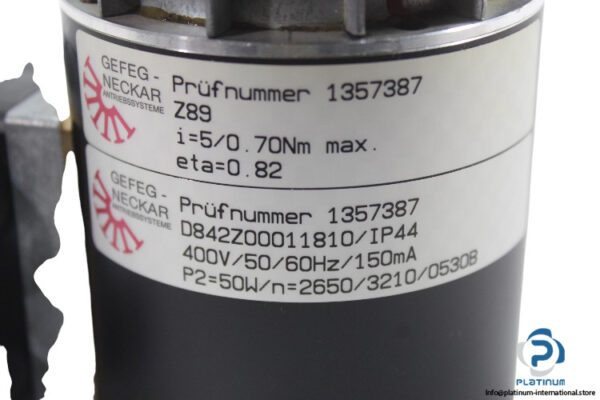 GEFEG-
NECKAR
ANTRIEBSSYSTEME
Prüfnummer 1357387
Z89
i=5/0.70Nm max.
eta=0.82
GEFEG-
NECKAR
ANTRIEBSSYSTEME
Prüfnummer 1357387
D842Z00011810/IP44
400V/50/60Hz/150mA
P2=50W/n=2650/3210/0530B
PLATINUM
info@platinum-international.store